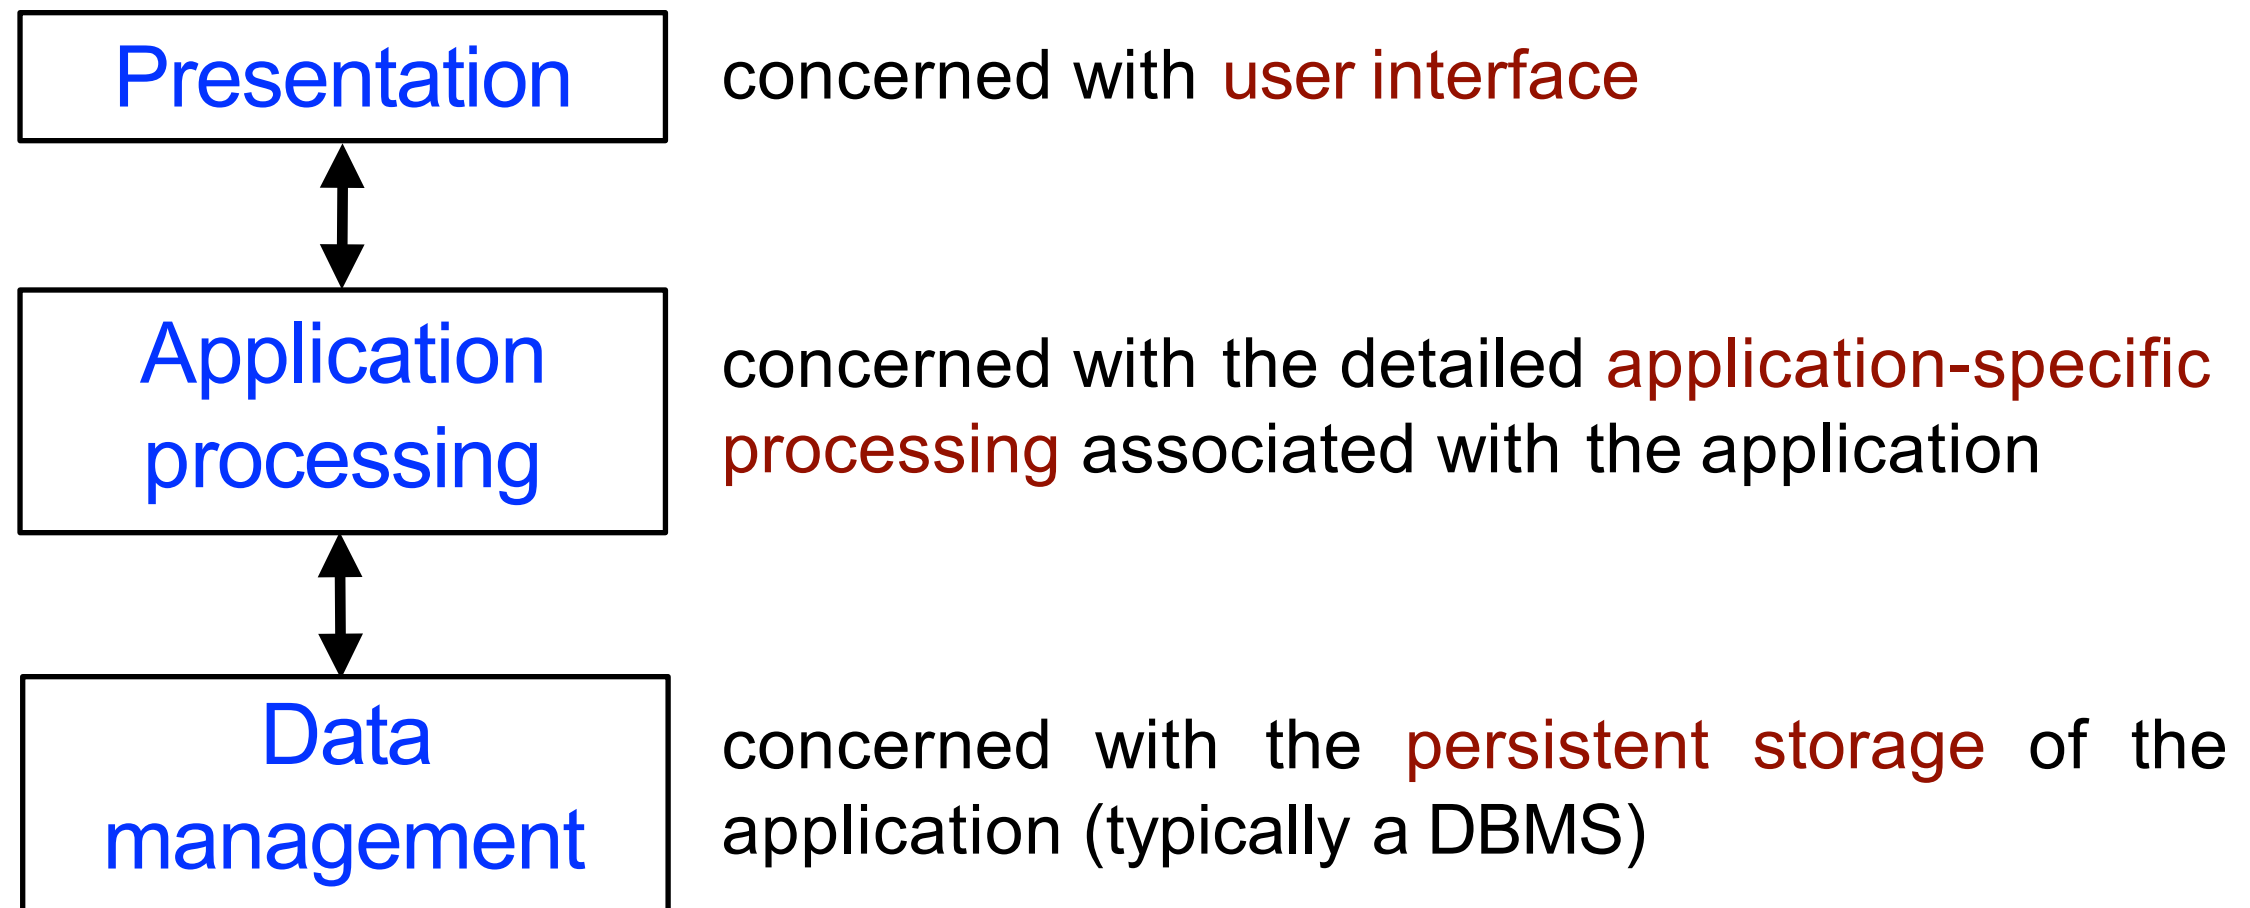 Presentation
concerned with user interface
Application
processing
concerned with the detailed application-specific
processing associated with the application
Data
management
concerned with the persistent storage of the
application (typically a DBMS)